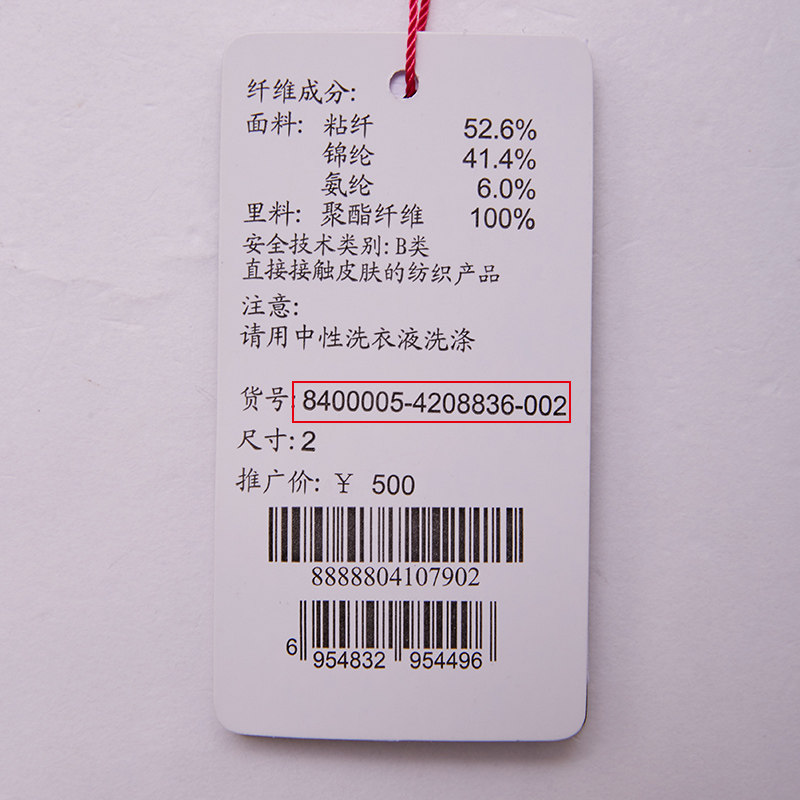 纤维成分:
面料: 粘纤 52.6%
锦纶 41.4%
氨纶 6.0%
里料: 聚酯纤维 100%
安全技术类别: B类
直接接触皮肤的纺织产品
注意:
请用中性洗衣液洗涤
货号: 8400005-4208836-002
尺寸: 2
推广价: ￥ 500
8888804107902
6 954832 954496